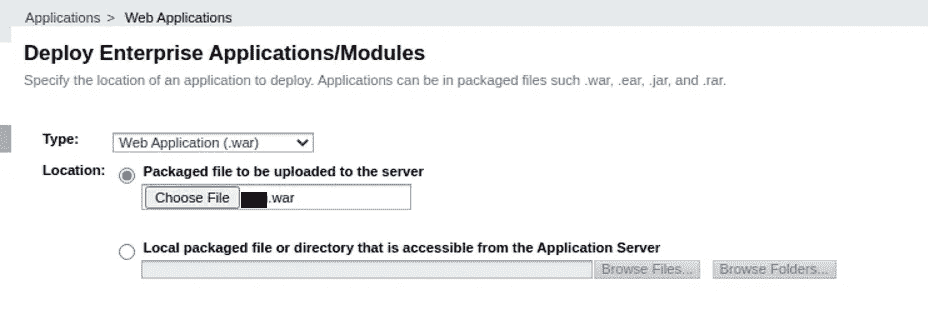 Applications > Web Applications
Deploy Enterprise Applications/Modules
Specify the location of an application to deploy. Applications can be in packaged files such .war, .ear, .jar, and .rar.
Type: Web Application (.war)
Location: Packaged file to be uploaded to the server
Choose File .war
Local packaged file or directory that is accessible from the Application Server
Browse Files... Browse Folders...